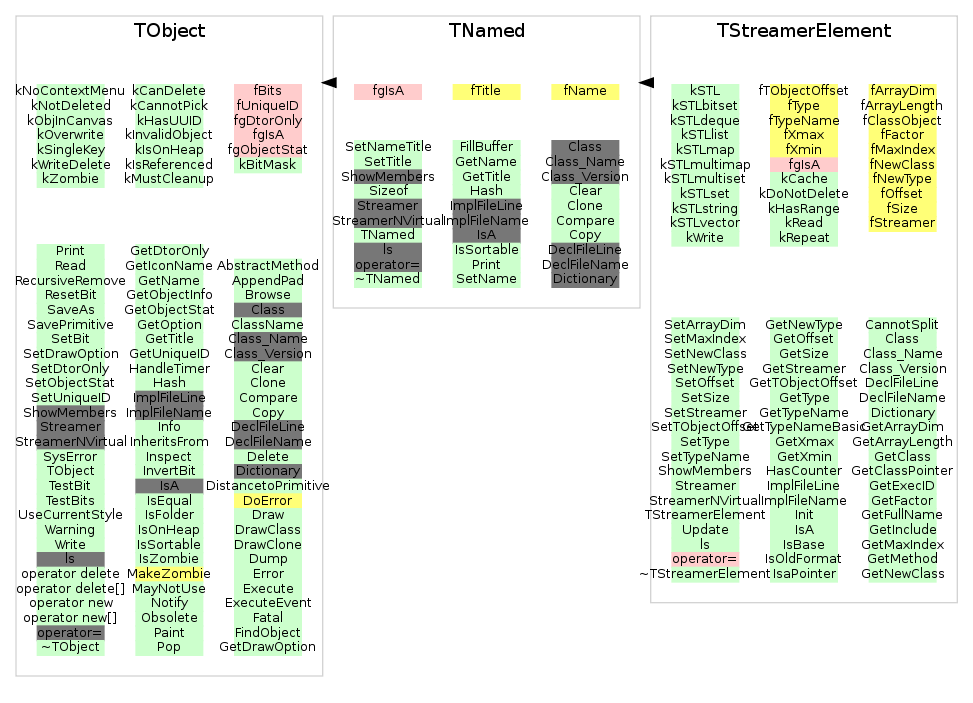 TObject
kNoContextMenu kCanDelete fBits
kNotDeleted kCannotPick fUniqueID
kObjInCanvas kHasUUID fgDtorOnly
kOverwrite kInvalidObject fgIsA
kSingleKey kIsOnHeap fgObjectStat
kWriteDelete kIsReferenced kBitMask
kZombie kMustCleanup
Print GetDtorOnly
Read GetIconName AbstractMethod
RecursiveRemove GetName AppendPad
ResetBit GetObjectInfo Browse
SaveAs GetObjectStat Class
SavePrimitive GetOption ClassName
SetBit GetTitle Class_Name
SetDrawOption GetUniqueID Class_Version
SetDtorOnly HandleTimer Clear
SetObjectStat Hash Clone
SetUniqueID ImplFileLine Compare
ShowMembers ImplFileName Copy
Streamer Info DeclFileLine
StreamerNVirtual InheritsFrom DeclFileName
SysError Inspect Delete
TObject InvertBit Dictionary
TestBit IsA DistancetoPrimitive
TestBits IsEqual DoError
UseCurrentStyle IsFolder Draw
Warning IsOnHeap DrawClass
Write IsSortable DrawClone
ls IsZombie Dump
operator delete MakeZombie Error
operator delete[] MayNotUse Execute
operator new Notify ExecuteEvent
operator new[] Obsolete Fatal
operator= Paint FindObject
~TObject Pop GetDrawOption
TNamed
fgIsA fTitle fName
SetNameTitle FillBuffer Class
SetTitle GetName Class_Name
ShowMembers GetTitle Class_Version
Sizeof Hash Clear
Streamer ImplFileLine Clone
StreamerNVirtual ImplFileName Compare
TNamed IsA Copy
ls IsSortable DeclFileLine
operator= Print DeclFileName
~TNamed SetName Dictionary
TStreamerElement
kSTL fTObjectOffset fArrayDim
kSTLbitset fType fArrayLength
kSTLdeque fTypeName fClassObject
kSTLlist fXmax fFactor
kSTLmap fXmin fMaxIndex
kSTLmultimap fgIsA fNewClass
kSTLmultiset kCache fNewType
kSTLset kDoNotDelete fOffset
kSTLstring kHasRange fSize
kSTLvector kRead fStreamer
kWrite kRepeat
SetArrayDim GetNewType CannotSplit
SetMaxIndex GetOffset Class
SetNewClass GetSize Class_Name
SetNewType GetStreamer Class_Version
SetOffset GetTObjectOffset DeclFileLine
SetSize GetType DeclFileName
SetStreamer GetTypeName Dictionary
SetTObjectOffset GetTypeNameBasic GetArrayDim
SetType GetXmax GetArrayLength
SetTypeName GetXmin GetClass
ShowMembers HasCounter GetClassPointer
Streamer ImplFileLine GetExecID
StreamerNVirtual ImplFileName GetFactor
TStreamerElement Init GetFullName
Update IsA GetInclude
ls IsBase GetMaxIndex
operator= IsOldFormat GetMethod
~TStreamerElement IsaPointer GetNewClass